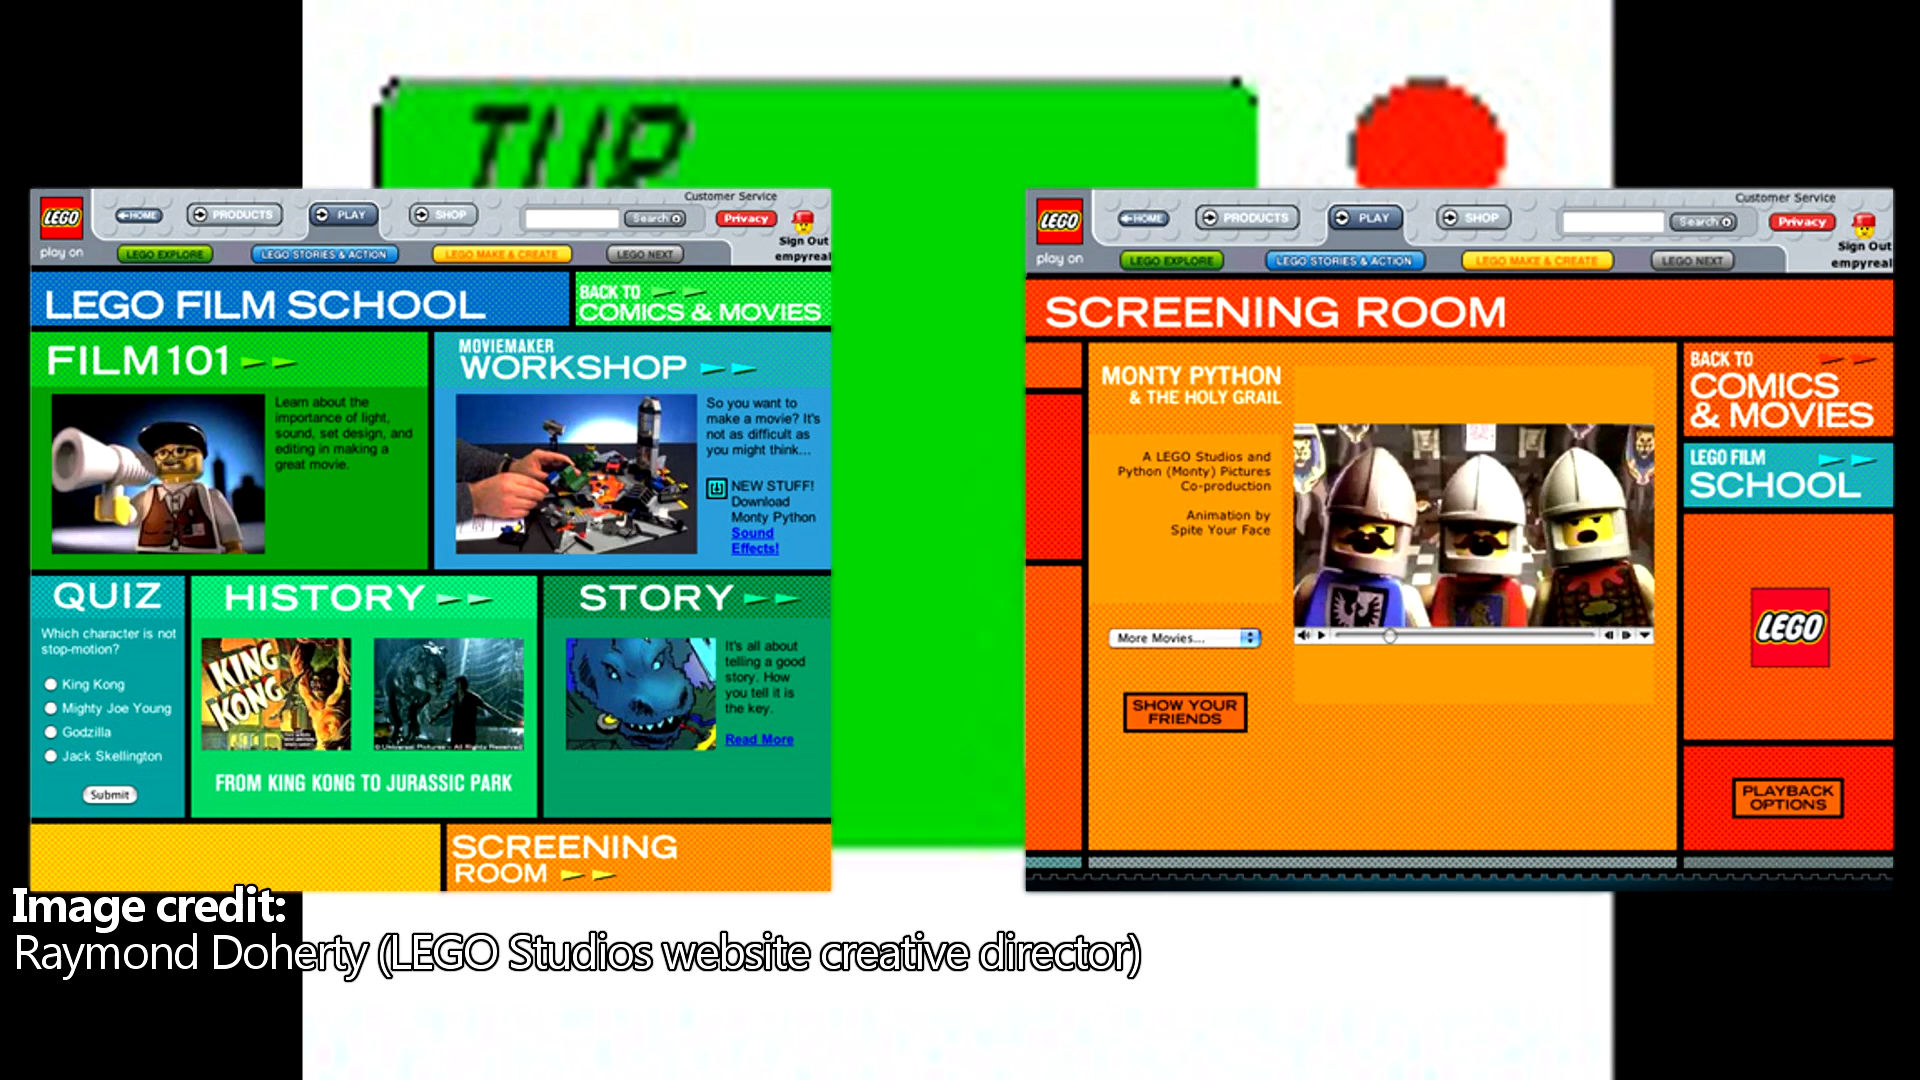 TUR
LEGO
play on
HOME
PRODUCTS
PLAY
SHOP
Search
Customer Service
Privacy
Sign Out
empyreal
LEGO EXPLORE
LEGO STORIES & ACTION
LEGO MAKE & CREATE
LEGO NEXT
LEGO FILM SCHOOL
BACK TO
COMICS & MOVIES
FILM 101
Learn about the
importance of light,
sound, set design, and
editing in making a
great movie.
MOVIEMAKER
WORKSHOP
So you want to
make a movie? It's
not as difficult as
you might think...
NEW STUFF!
Download
Monty Python
Sound
Effects!
QUIZ
Which character is not
stop-motion?
King Kong
Mighty Joe Young
Godzilla
Jack Skellington
Submit
HISTORY
KING
KONG
© Universal Pictures - All Rights Reserved
FROM KING KONG TO JURASSIC PARK
STORY
It's all about
telling a good
story. How
you tell it is
the key.
Read More
SCREENING
ROOM
LEGO
play on
HOME
PRODUCTS
PLAY
SHOP
Search
Customer Service
Privacy
Sign Out
empyreal
LEGO EXPLORE
LEGO STORIES & ACTION
LEGO MAKE & CREATE
LEGO NEXT
SCREENING ROOM
MONTY PYTHON
& THE HOLY GRAIL
A LEGO Studios and
Python (Monty) Pictures
Co-production
Animation by
Spite Your Face
More Movies...
SHOW YOUR
FRIENDS
BACK TO
COMICS
& MOVIES
LEGO FILM
SCHOOL
LEGO
PLAYBACK
OPTIONS
Image credit:
Raymond Doherty (LEGO Studios website creative director)